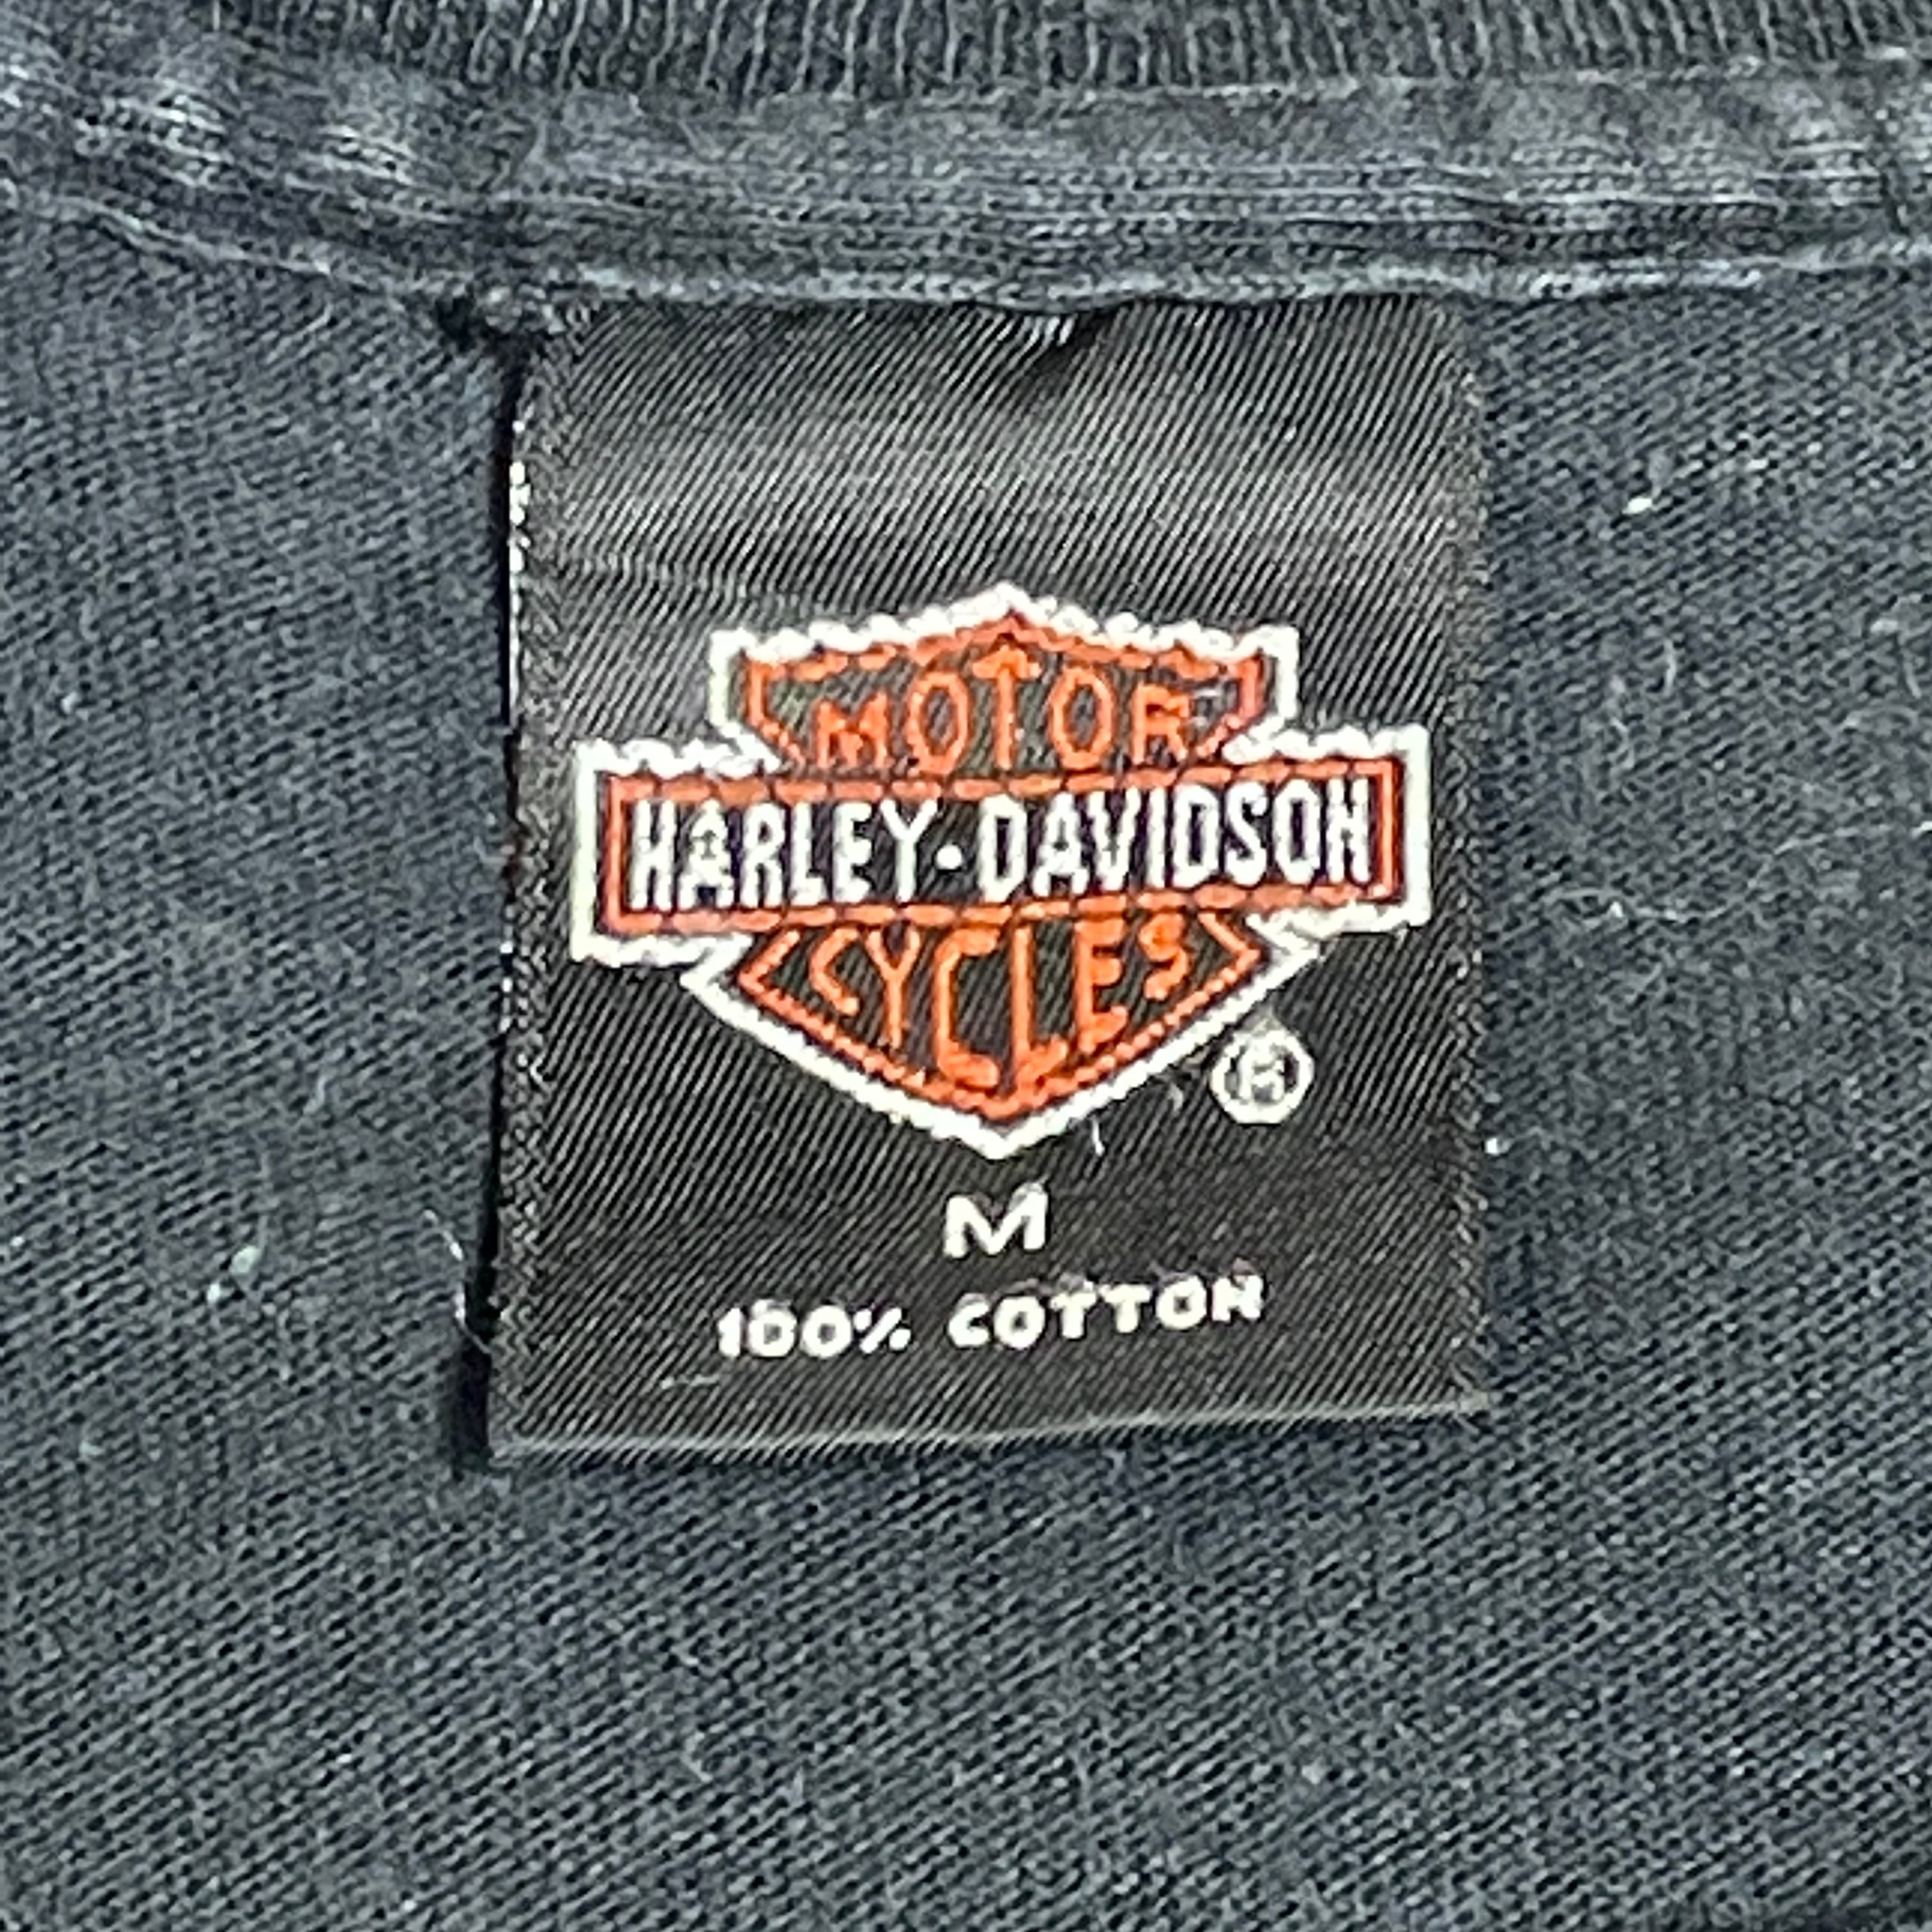 MOTOR
HARLEY-DAVIDSON
CYCLES
®
M
100% COTTON